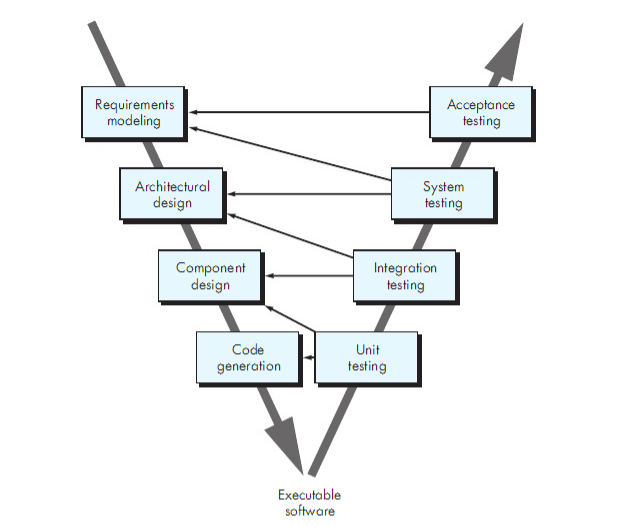 Requirements
modeling
Acceptance
testing
Architectural
design
System
testing
Component
design
Integration
testing
Code
generation
Unit
testing
Executable
software